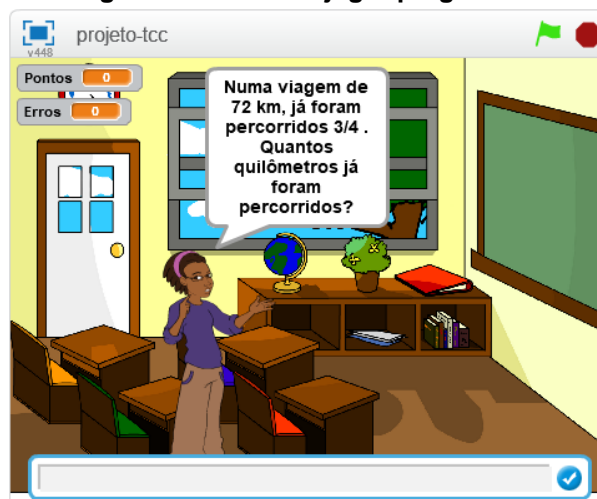 projeto-tcc
v448
Pontos 0
Erros 0
Numa viagem de
72 km, já foram
percorridos 3/4 .
Quantos
quilômetros já
foram
percorridos?